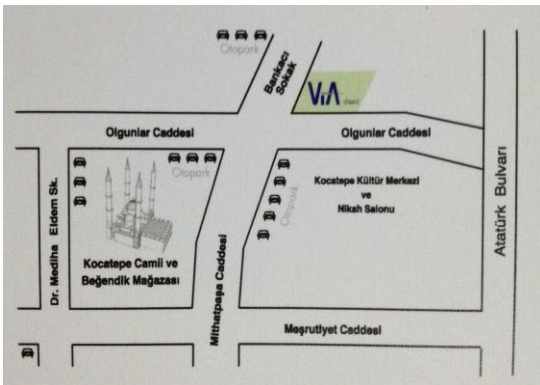 Otopark
Bankacı
Sokak
VIA dent
Olgunlar Caddesi
Olgunlar Caddesi
Otopark
Otopark
Kocatepe Kültür Merkezi
ve
Nikah Salonu
Dr. Mediha Eldem Sk.
Kocatepe Camii ve
Beğendik Mağazası
Mithatpaşa Caddesi
Atatürk Bulvarı
Meşrutiyet Caddesi